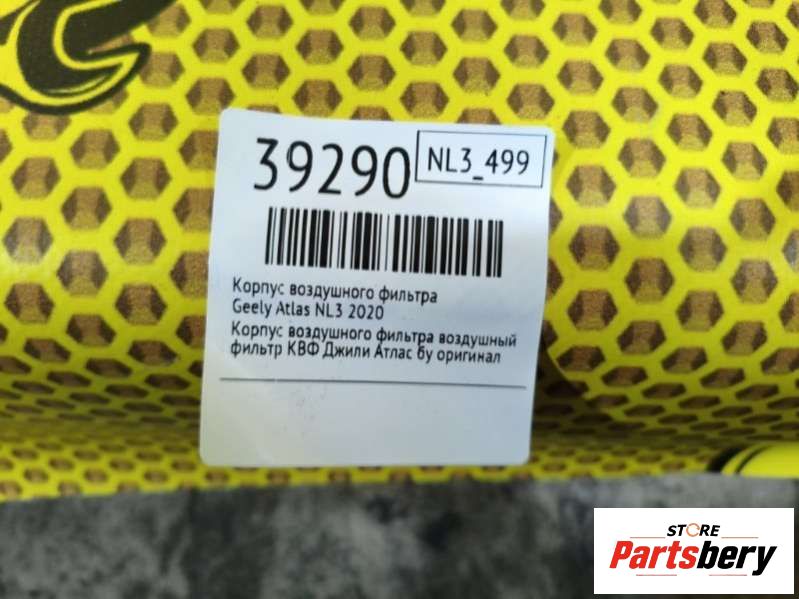 39290
NL3_499
Корпус воздушного фильтра
Geely Atlas NL3 2020
Корпус воздушного фильтра воздушный
фильтр КВФ Джили Атлас бу оригинал
STORE
Partsbery